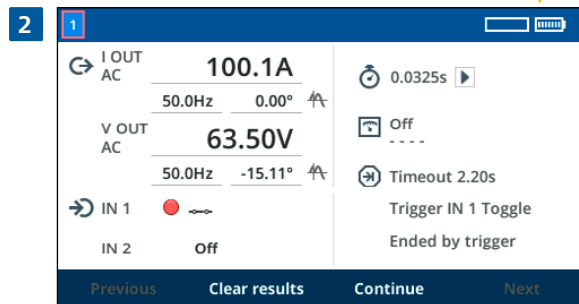 2
1
I OUT
AC
100.1A
50.0Hz 0.00°
V OUT
AC
63.50V
50.0Hz -15.11°
IN 1
IN 2 Off
0.0325s
Off
----
Timeout 2.20s
Trigger IN 1 Toggle
Ended by trigger
Previous Clear results Continue Next